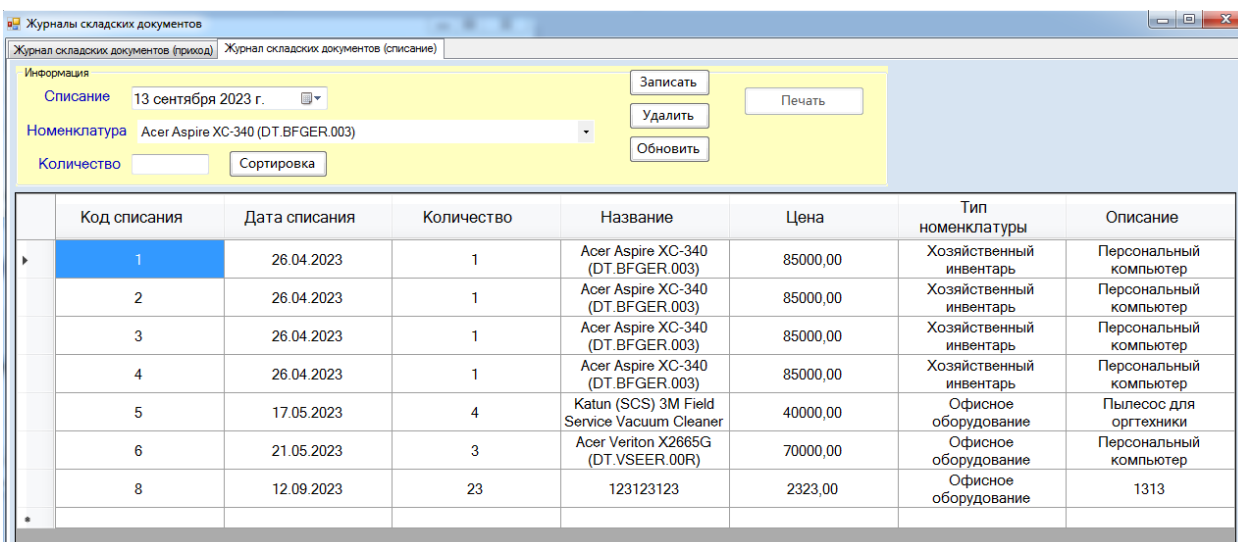 Журналы складских документов
Журнал складских документов (приход) Журнал складских документов (списание)
Информация
Списание 13 сентября 2023 г. Записать Печать
Удалить
Номенклатура Acer Aspire XC-340 (DT.BFGER.003)
Обновить
Количество Сортировка
Код списания Дата списания Количество Название Цена Тип номенклатуры Описание
1 26.04.2023 1 Acer Aspire XC-340 (DT.BFGER.003) 85000,00 Хозяйственный инвентарь Персональный компьютер
2 26.04.2023 1 Acer Aspire XC-340 (DT.BFGER.003) 85000,00 Хозяйственный инвентарь Персональный компьютер
3 26.04.2023 1 Acer Aspire XC-340 (DT.BFGER.003) 85000,00 Хозяйственный инвентарь Персональный компьютер
4 26.04.2023 1 Acer Aspire XC-340 (DT.BFGER.003) 85000,00 Хозяйственный инвентарь Персональный компьютер
5 17.05.2023 4 Katun (SCS) 3M Field Service Vacuum Cleaner 40000,00 Офисное оборудование Пылесос для оргтехники
6 21.05.2023 3 Acer Veriton X2665G (DT.VSEER.00R) 70000,00 Офисное оборудование Персональный компьютер
8 12.09.2023 23 123123123 2323,00 Офисное оборудование 1313